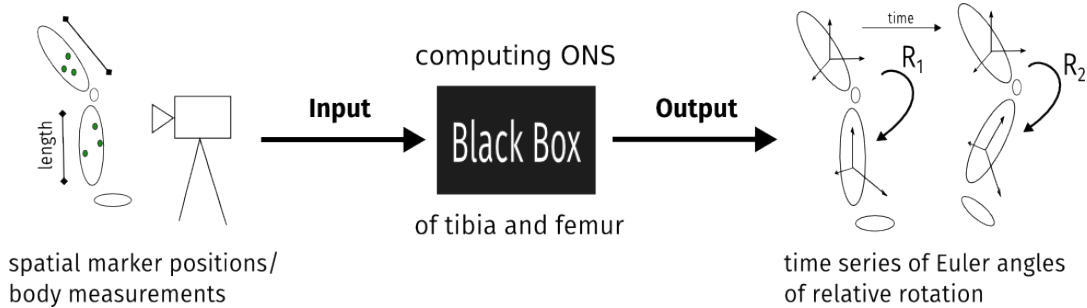 length
spatial marker positions/
body measurements
Input
computing ONS
Black Box
of tibia and femur
Output
time
R1
R2
time series of Euler angles
of relative rotation